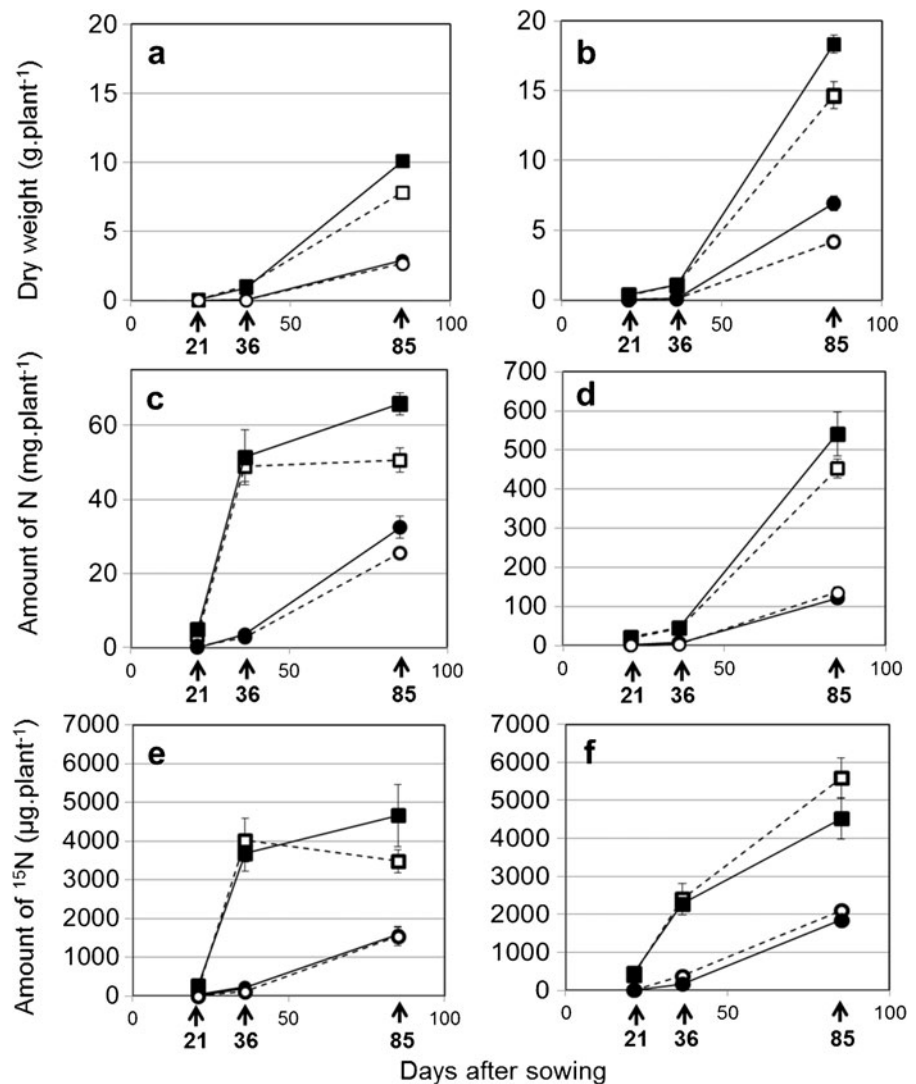 a
b
Dry weight (g.plant⁻¹)
20
15
10
5
0
0 50 100
21 36 85
20
15
10
5
0
0 50 100
21 36 85
c
d
Amount of N (mg.plant⁻¹)
60
40
20
0
0 50 100
21 36 85
700
600
500
400
300
200
100
0
0 50 100
21 36 85
e
f
Amount of ¹⁵N (µg.plant⁻¹)
7000
6000
5000
4000
3000
2000
1000
0
0 50 100
21 36 85
7000
6000
5000
4000
3000
2000
1000
0
0 50 100
21 36 85
Days after sowing